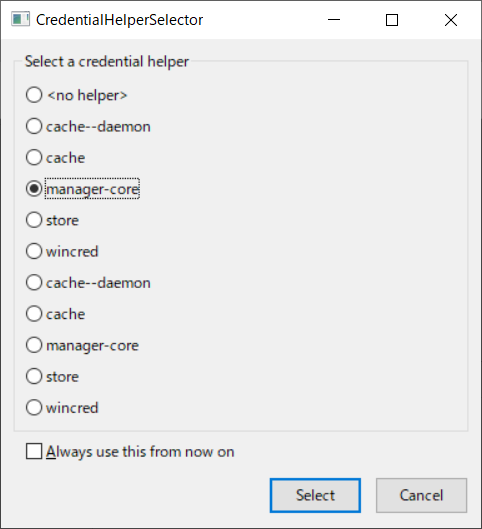 CredentialHelperSelector
Select a credential helper
<no helper>
cache--daemon
cache
manager-core
store
wincred
cache--daemon
cache
manager-core
store
wincred
Always use this from now on
Select
Cancel